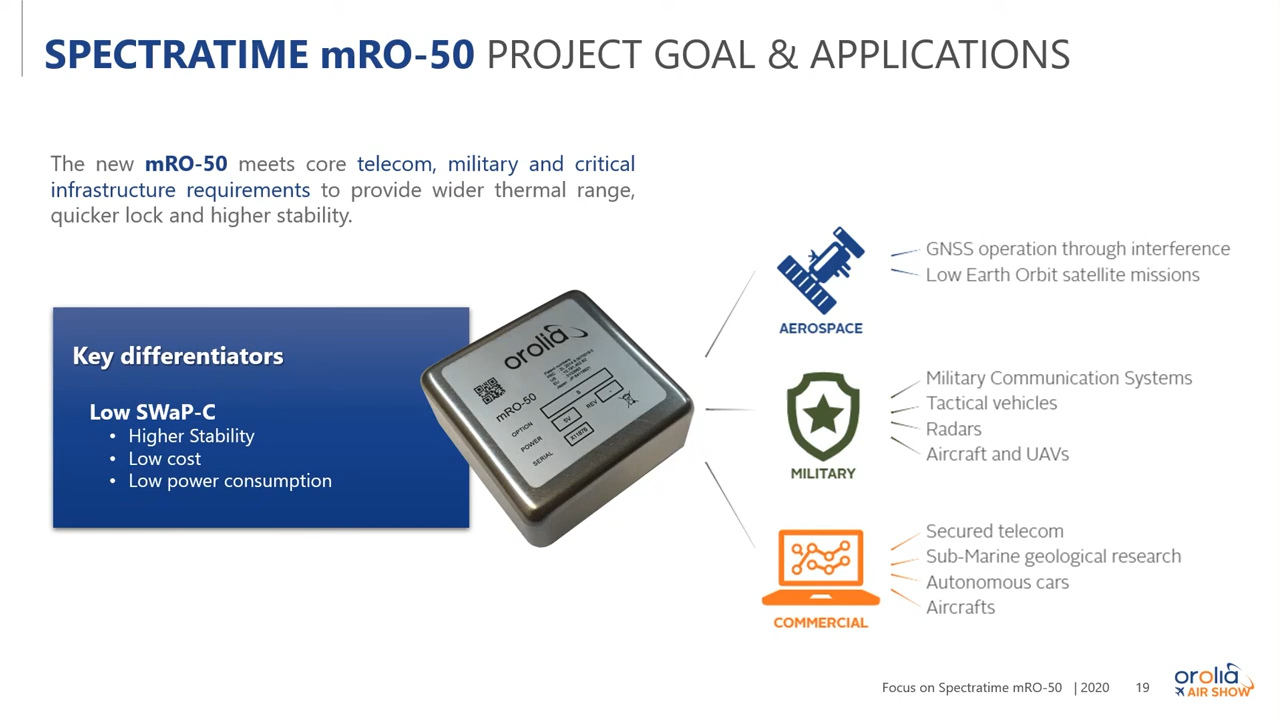 SPECTRATIME mRO-50 PROJECT GOAL & APPLICATIONS
The new mRO-50 meets core telecom, military and critical
infrastructure requirements to provide wider thermal range,
quicker lock and higher stability.
Key differentiators
Low SWaP-C
• Higher Stability
• Low cost
• Low power consumption
orolia
mRO-50
OPTION
S
REV.
-
POWER
5V
SERIAL
X11876
AEROSPACE
GNSS operation through interference
Low Earth Orbit satellite missions
MILITARY
Military Communication Systems
Tactical vehicles
Radars
Aircraft and UAVs
COMMERCIAL
Secured telecom
Sub-Marine geological research
Autonomous cars
Aircrafts
Focus on Spectratime mRO-50 | 2020 19
orolia
AIR SHOW